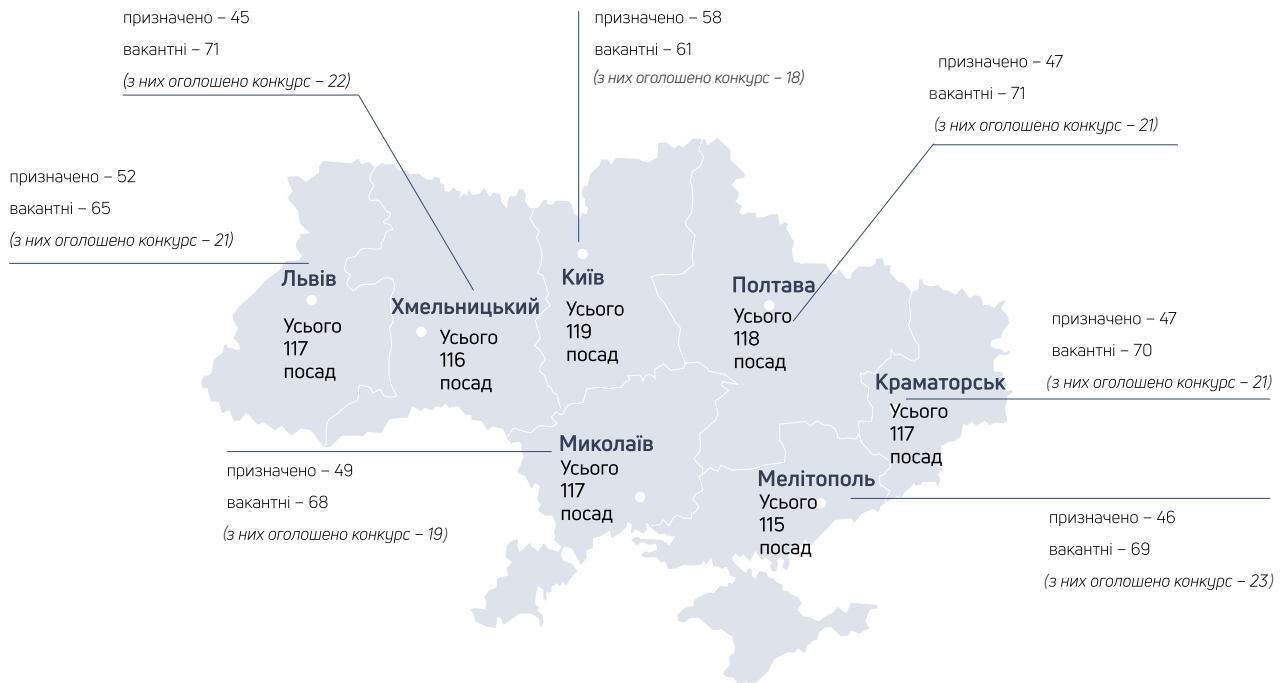 призначено – 45
вакантні – 71
(з них оголошено конкурс – 22)
призначено – 58
вакантні – 61
(з них оголошено конкурс – 18)
призначено – 47
вакантні – 71
(з них оголошено конкурс – 21)
призначено – 52
вакантні – 65
(з них оголошено конкурс – 21)
Львів
Усього
117
посад
Хмельницький
Усього
116
посад
Київ
Усього
119
посад
Полтава
Усього
118
посад
призначено – 47
вакантні – 70
(з них оголошено конкурс – 21)
Краматорськ
Усього
117
посад
Миколаїв
Усього
117
посад
призначено – 49
вакантні – 68
(з них оголошено конкурс – 19)
Мелітополь
Усього
115
посад
призначено – 46
вакантні – 69
(з них оголошено конкурс – 23)